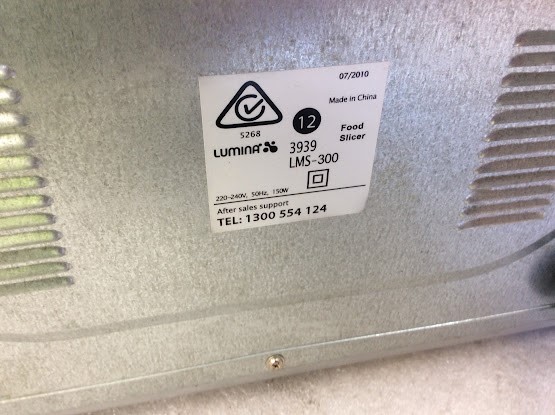 07/2010
Made in China
5268
12
Food
Slicer
LUMINA
3939
LMS-300
220-240V, 50Hz, 150W
After sales support
TEL: 1300 554 124